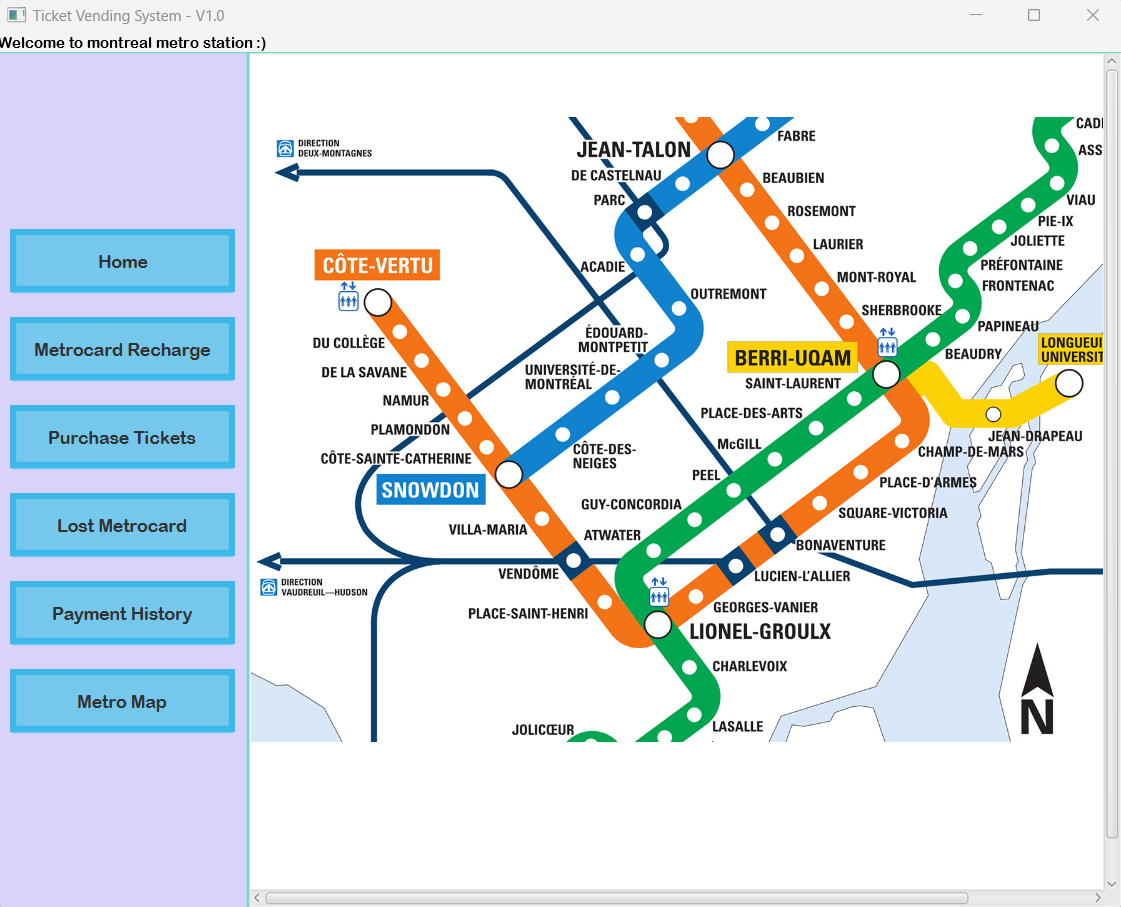 Ticket Vending System - V1.0
Welcome to montreal metro station :)
Home
Metrocard Recharge
Purchase Tickets
Lost Metrocard
Payment History
Metro Map
DIRECTION
DEUX-MONTAGNES
JEAN-TALON
FABRE
DE CASTELNAU
PARC
ACADIE
BEAUBIEN
ROSEMONT
LAURIER
MONT-ROYAL
SHERBROOKE
CADI
ASS
VIAU
PIE-IX
JOLIETTE
PRÉFONTAINE
FRONTENAC
PAPINEAU
BEAUDRY
LONGUEUI
UNIVERSIT
CÔTE-VERTU
DU COLLÈGE
DE LA SAVANE
NAMUR
PLAMONDON
CÔTE-SAINTE-CATHERINE
SNOWDON
OUTREMONT
ÉDOUARD-
MONTPETIT
UNIVERSITÉ-DE-
MONTRÉAL
CÔTE-DES-
NEIGES
BERRI-UQAM
SAINT-LAURENT
PLACE-DES-ARTS
McGILL
PEEL
GUY-CONCORDIA
ATWATER
JEAN-DRAPEAU
CHAMP-DE-MARS
PLACE-D'ARMES
SQUARE-VICTORIA
BONAVENTURE
LUCIEN-L'ALLIER
GEORGES-VANIER
LIONEL-GROULX
VILLA-MARIA
VENDÔME
PLACE-SAINT-HENRI
DIRECTION
VAUDREUIL—HUDSON
CHARLEVOIX
LASALLE
JOLICŒUR
N